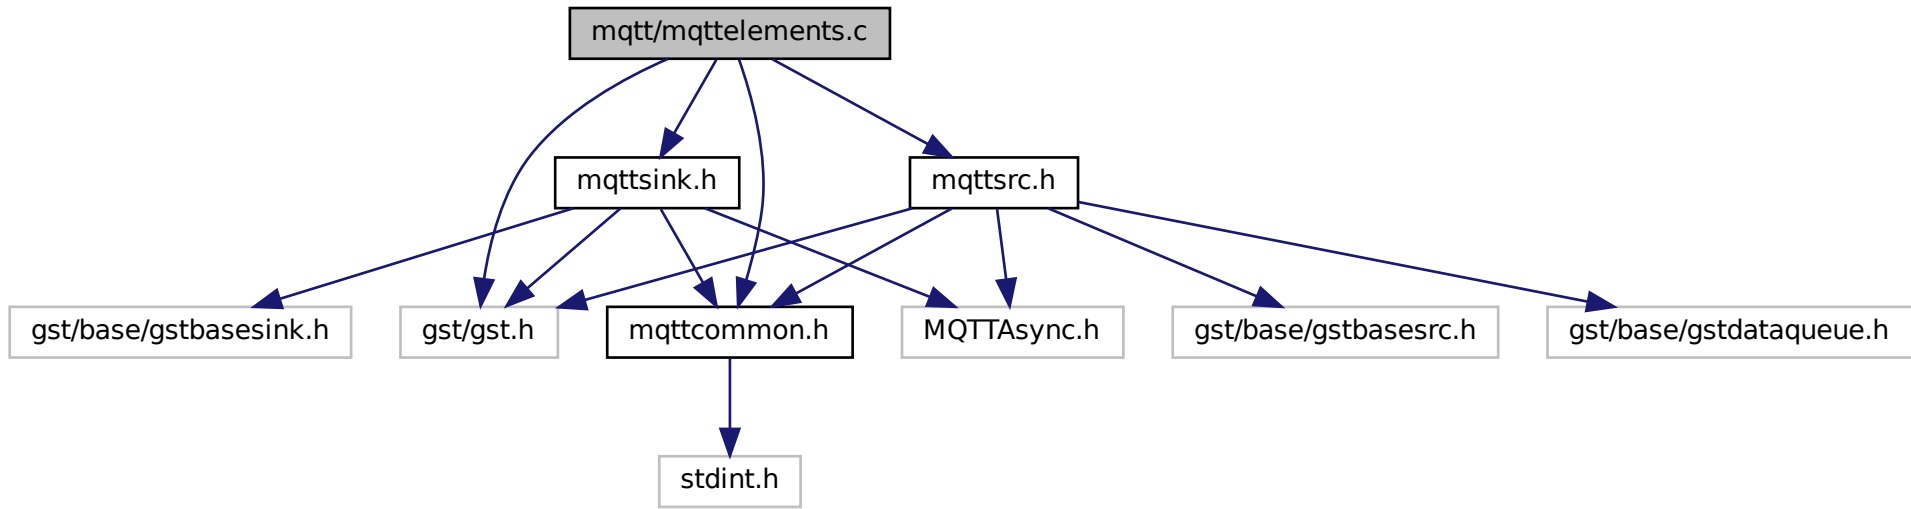 mqtt/mqttelements.c
mqttsink.h
mqttsrc.h
gst/base/gstbasesink.h
gst/gst.h
mqttcommon.h
MQTTAsync.h
gst/base/gstbasesrc.h
gst/base/gstdataqueue.h
stdint.h